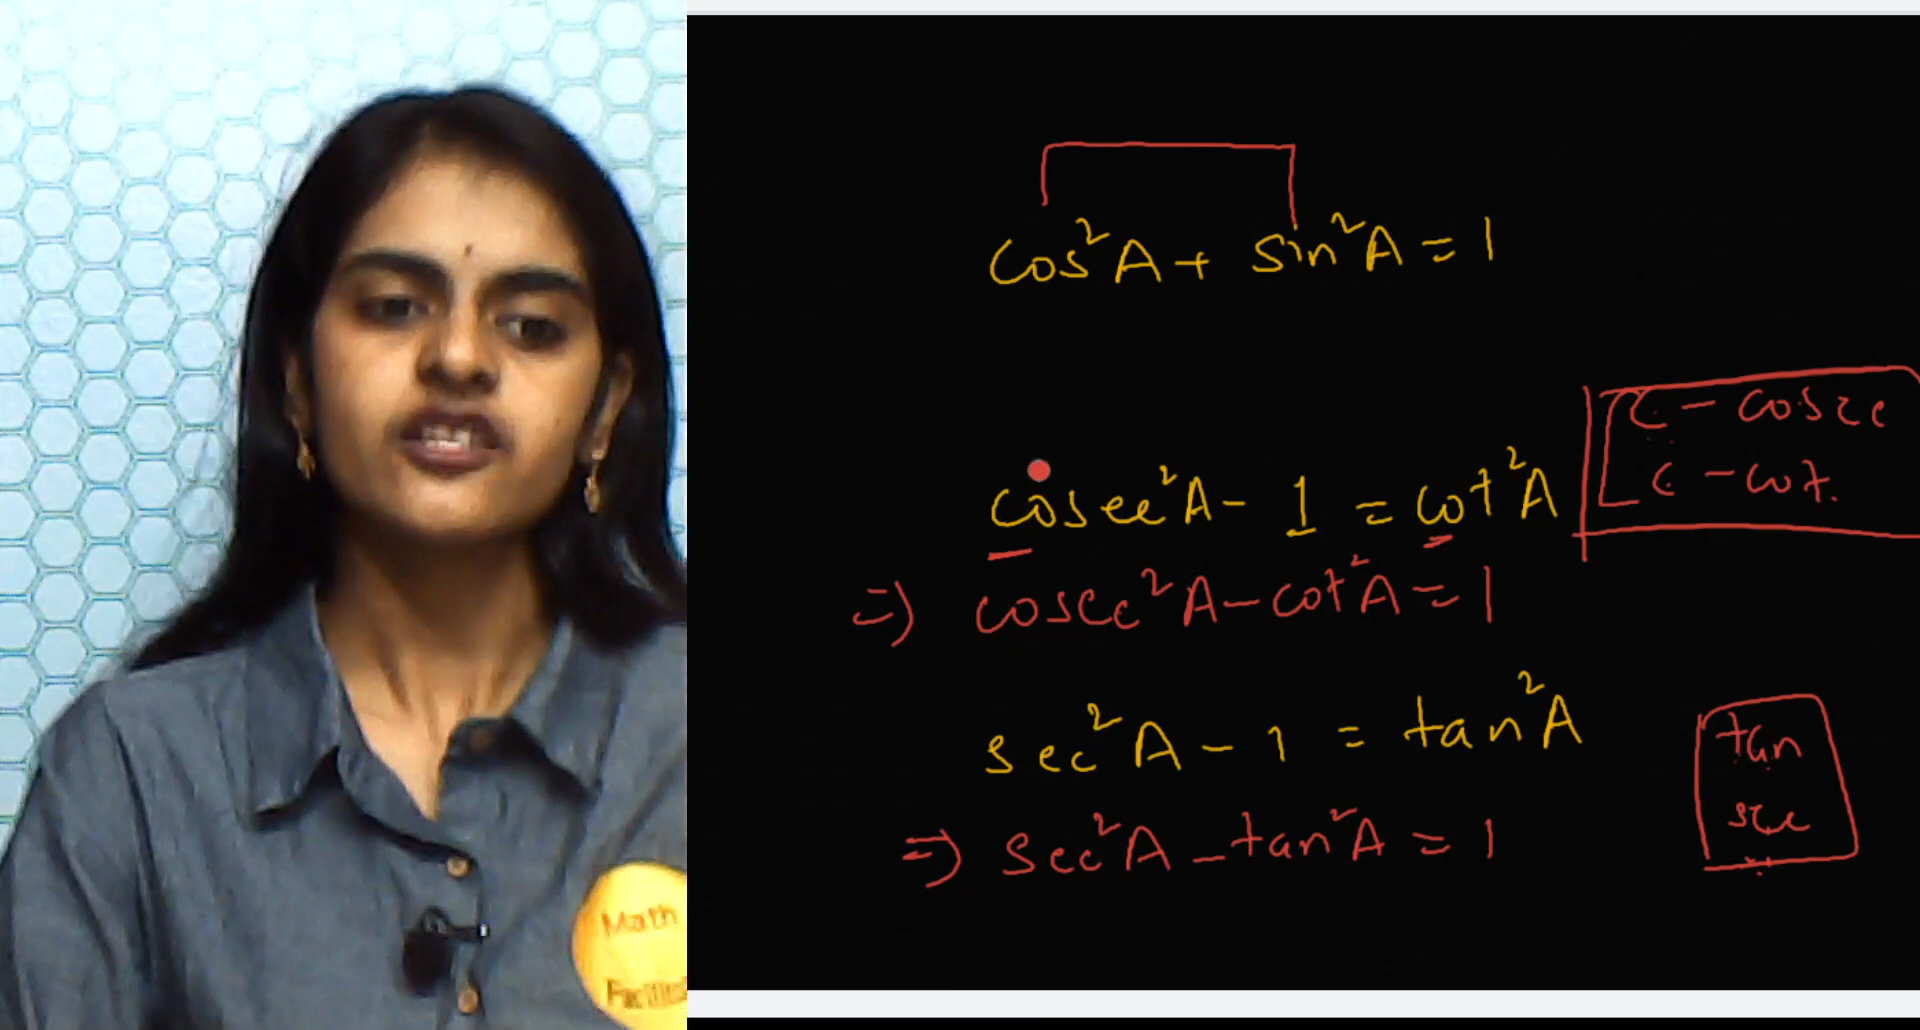 cos²A + sin²A = 1
cosec²A - 1 = cot²A
c - cosec
c - cot.
=) cosec²A - cot²A = 1
sec²A - 1 = tan²A
tan
sec
=) sec²A - tan²A = 1
Math